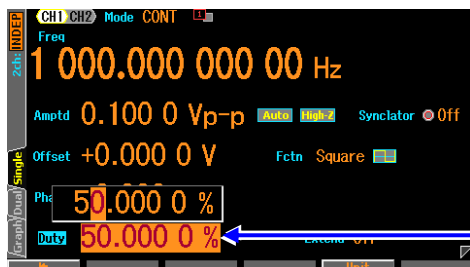 CH1 CH2 Mode CONT 1
2ch: INDEP
Freq
1 000.000 000 00 Hz
Amptd 0.100 0 Vp-p Auto High-Z Synclator Off
Single
Offset +0.000 0 V Fctn Square
Dual
Pha
50.000 0 %
Graph
Duty 50.000 0 % Extend Off
Unit